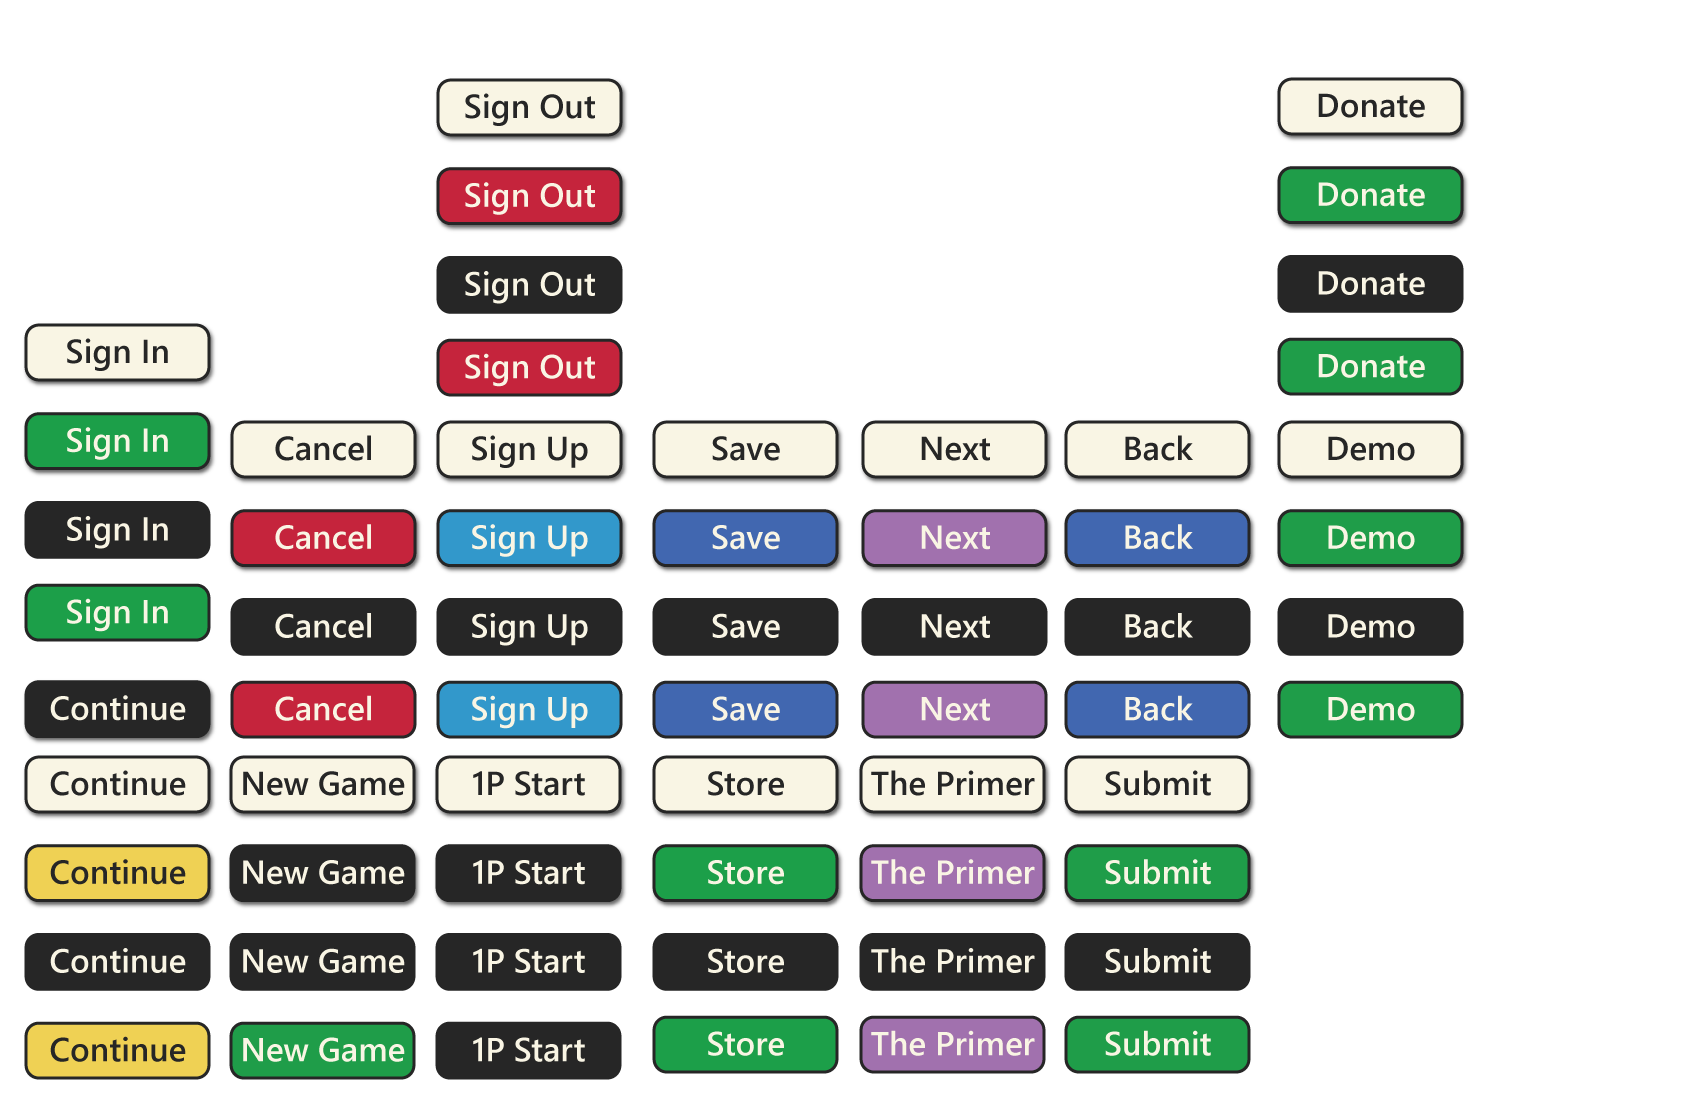 Sign Out
Donate
Sign Out
Donate
Sign Out
Donate
Sign In
Sign Out
Donate
Sign In
Cancel
Sign Up
Save
Next
Back
Demo
Sign In
Cancel
Sign Up
Save
Next
Back
Demo
Sign In
Cancel
Sign Up
Save
Next
Back
Demo
Continue
Cancel
Sign Up
Save
Next
Back
Demo
Continue
New Game
1P Start
Store
The Primer
Submit
Continue
New Game
1P Start
Store
The Primer
Submit
Continue
New Game
1P Start
Store
The Primer
Submit
Continue
New Game
1P Start
Store
The Primer
Submit